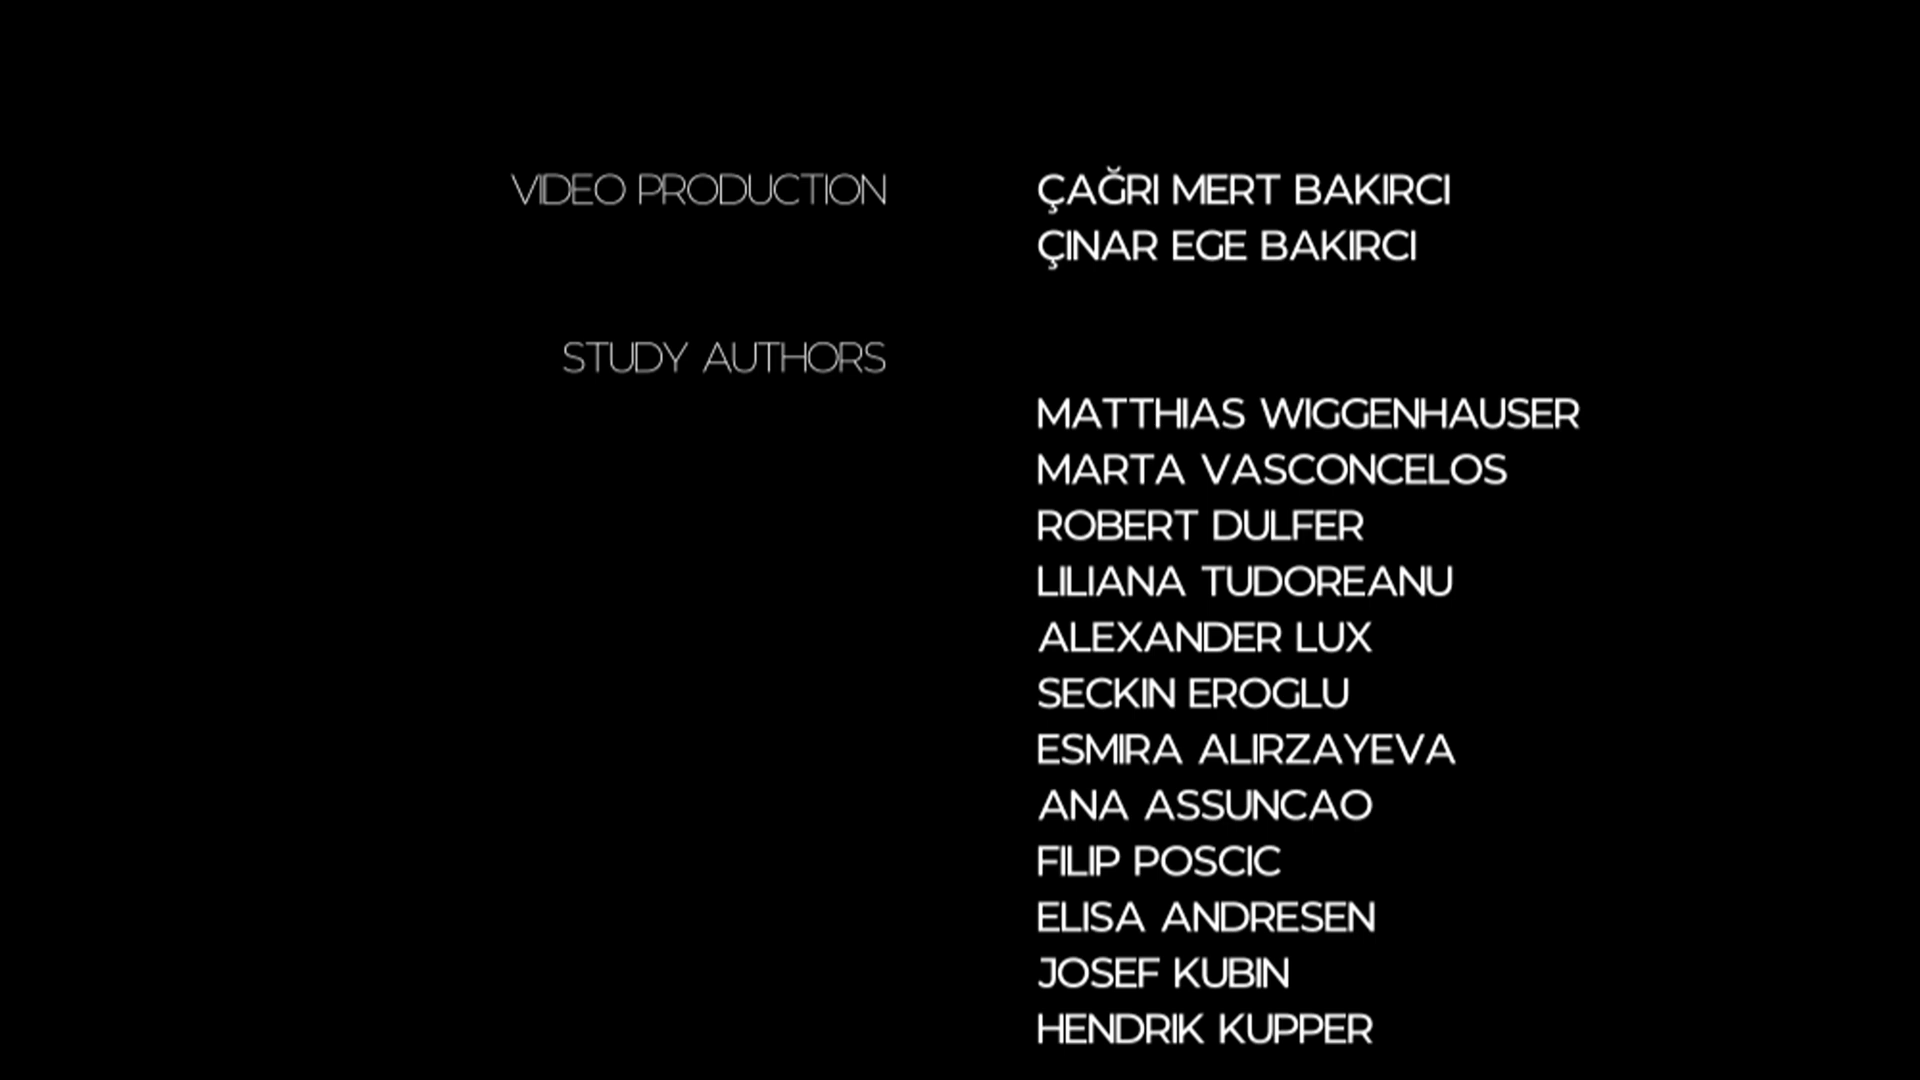 VIDEO PRODUCTION ÇAĞRI MERT BAKIRCI
ÇINAR EGE BAKIRCI
STUDY AUTHORS
MATTHIAS WIGGENHAUSER
MARTA VASCONCELOS
ROBERT DULFER
LILIANA TUDOREANU
ALEXANDER LUX
SECKIN EROGLU
ESMIRA ALIRZAYEVA
ANA ASSUNCAO
FILIP POSCIC
ELISA ANDRESEN
JOSEF KUBIN
HENDRIK KUPPER